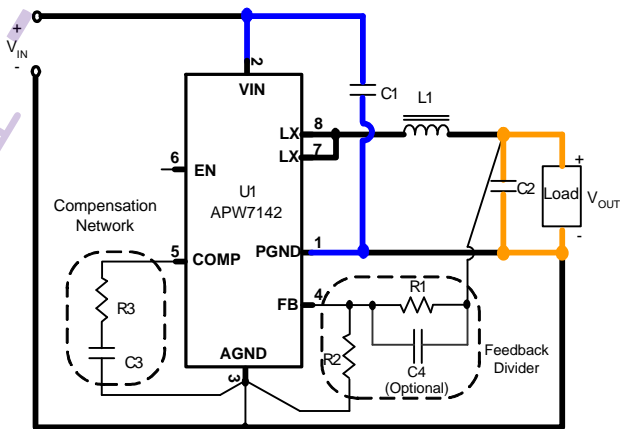 +
VIN
-
2
VIN
C1
L1
8
LX
7
LX
6
EN
U1
APW7142
C2
+
Load
VOUT
-
Compensation
Network
5
COMP
PGND
1
R3
C3
FB
4
R1
R2
C4
(Optional)
Feedback
Divider
AGND
3